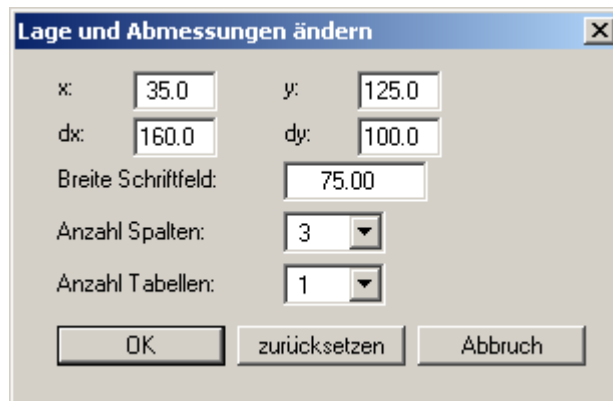 Lage und Abmessungen ändern
x: 35.0 y: 125.0
dx: 160.0 dy: 100.0
Breite Schriftfeld: 75.00
Anzahl Spalten: 3
Anzahl Tabellen: 1
OK zurücksetzen Abbruch